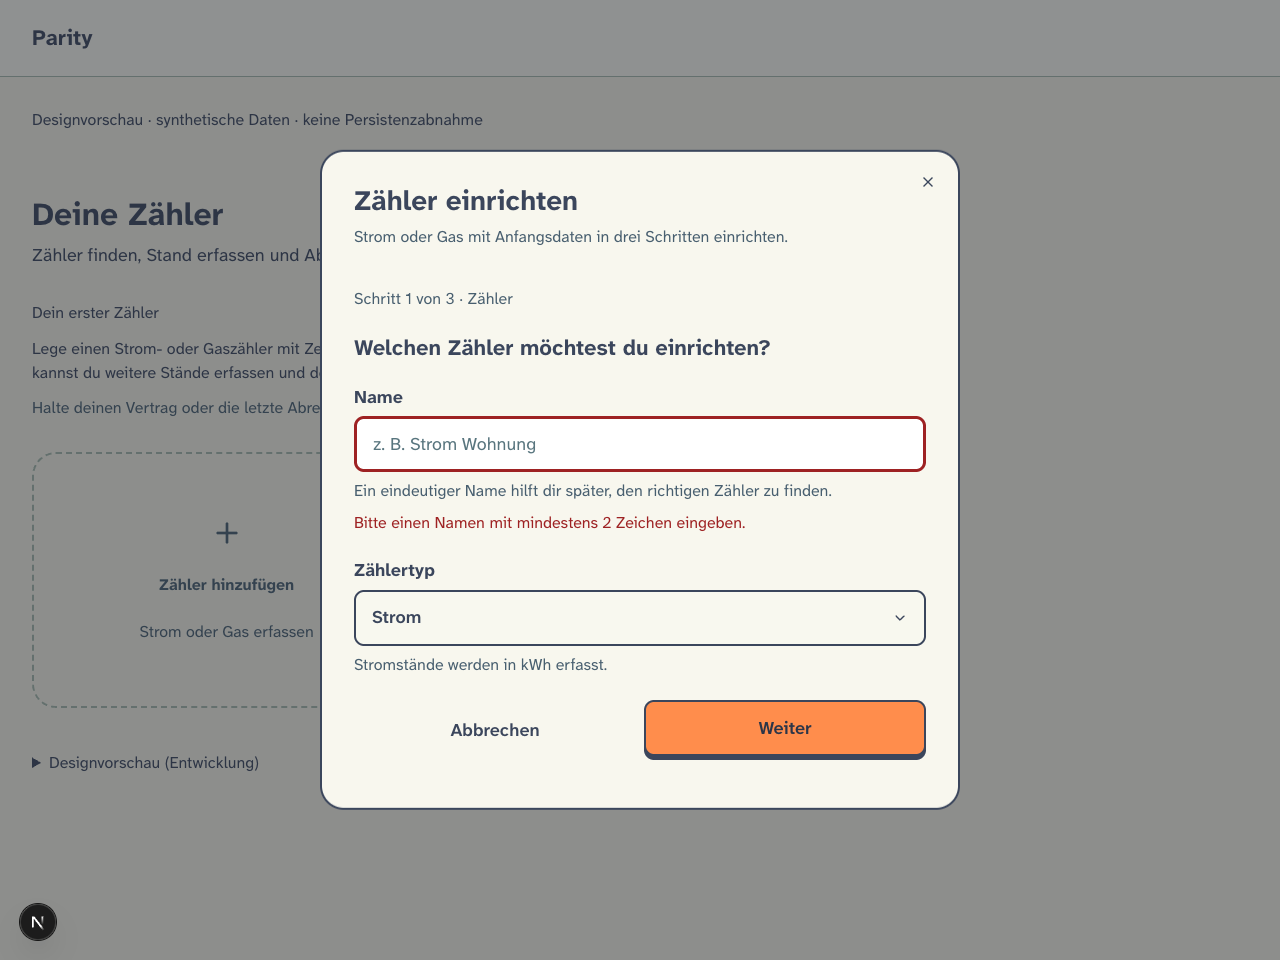 Parity
Designvorschau · synthetische Daten · keine Persistenzabnahme
Deine Zähler
Zähler finden, Stand erfassen und
Dein erster Zähler
Lege einen Strom- oder Gaszähler mit
kannst du weitere Stände erfassen und
Halte deinen Vertrag oder die letzte
Zähler hinzufügen
Strom oder Gas erfassen
Designvorschau (Entwicklung)
Zähler einrichten
Strom oder Gas mit Anfangsdaten in drei Schritten einrichten.
Schritt 1 von 3 · Zähler
Welchen Zähler möchtest du einrichten?
Name
z. B. Strom Wohnung
Ein eindeutiger Name hilft dir später, den richtigen Zähler zu finden.
Bitte einen Namen mit mindestens 2 Zeichen eingeben.
Zählertyp
Strom
Stromstände werden in kWh erfasst.
Abbrechen
Weiter
N